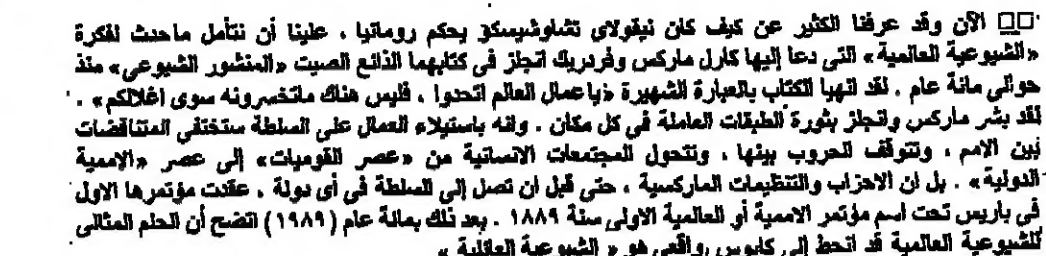 الآن وقد عرفنا الكثير عن كيف كان نيقولاى تشاوشيسكو يحكم رومانيا ، علينا أن نتأمل ماحدث لفكرة
«الشيوعية العالمية» التى دعا إليها كارل ماركس وفردريك انجلز فى كتابهما الذائع الصيت «المنشور الشيوعى» منذ
حوالى مائة عام . لقد انهيا الكتاب بالعبارة الشهيرة «ياعمال العالم اتحدوا ، فليس هناك ماتخسرونه سوى اغلالكم» .
لقد بشر ماركس وانجلز بثورة الطبقات العاملة فى كل مكان . وانه باستيلاء العمال على السلطة ستختفي المتناقضات
بين الامم ، وتتوقف الحروب بينها ، وتتحول المجتمعات الانسانية من «عصر القوميات» إلى عصر «الاممية
الدولية» . بل ان الاحزاب والتنظيمات الماركسية ، حتى قبل ان تصل إلى السلطة فى أى دولة ، عقدت مؤتمرها الاول
فى باريس تحت اسم مؤتمر الاممية أو العالمية الاولى سنة ١٨٨٩ . بعد ذلك بمائة عام (١٩٨٩) اتضح أن الحلم المثالى
للشيوعية العالمية قد انحط إلى كابوس واقعى هو « الشيوعية العائلية »